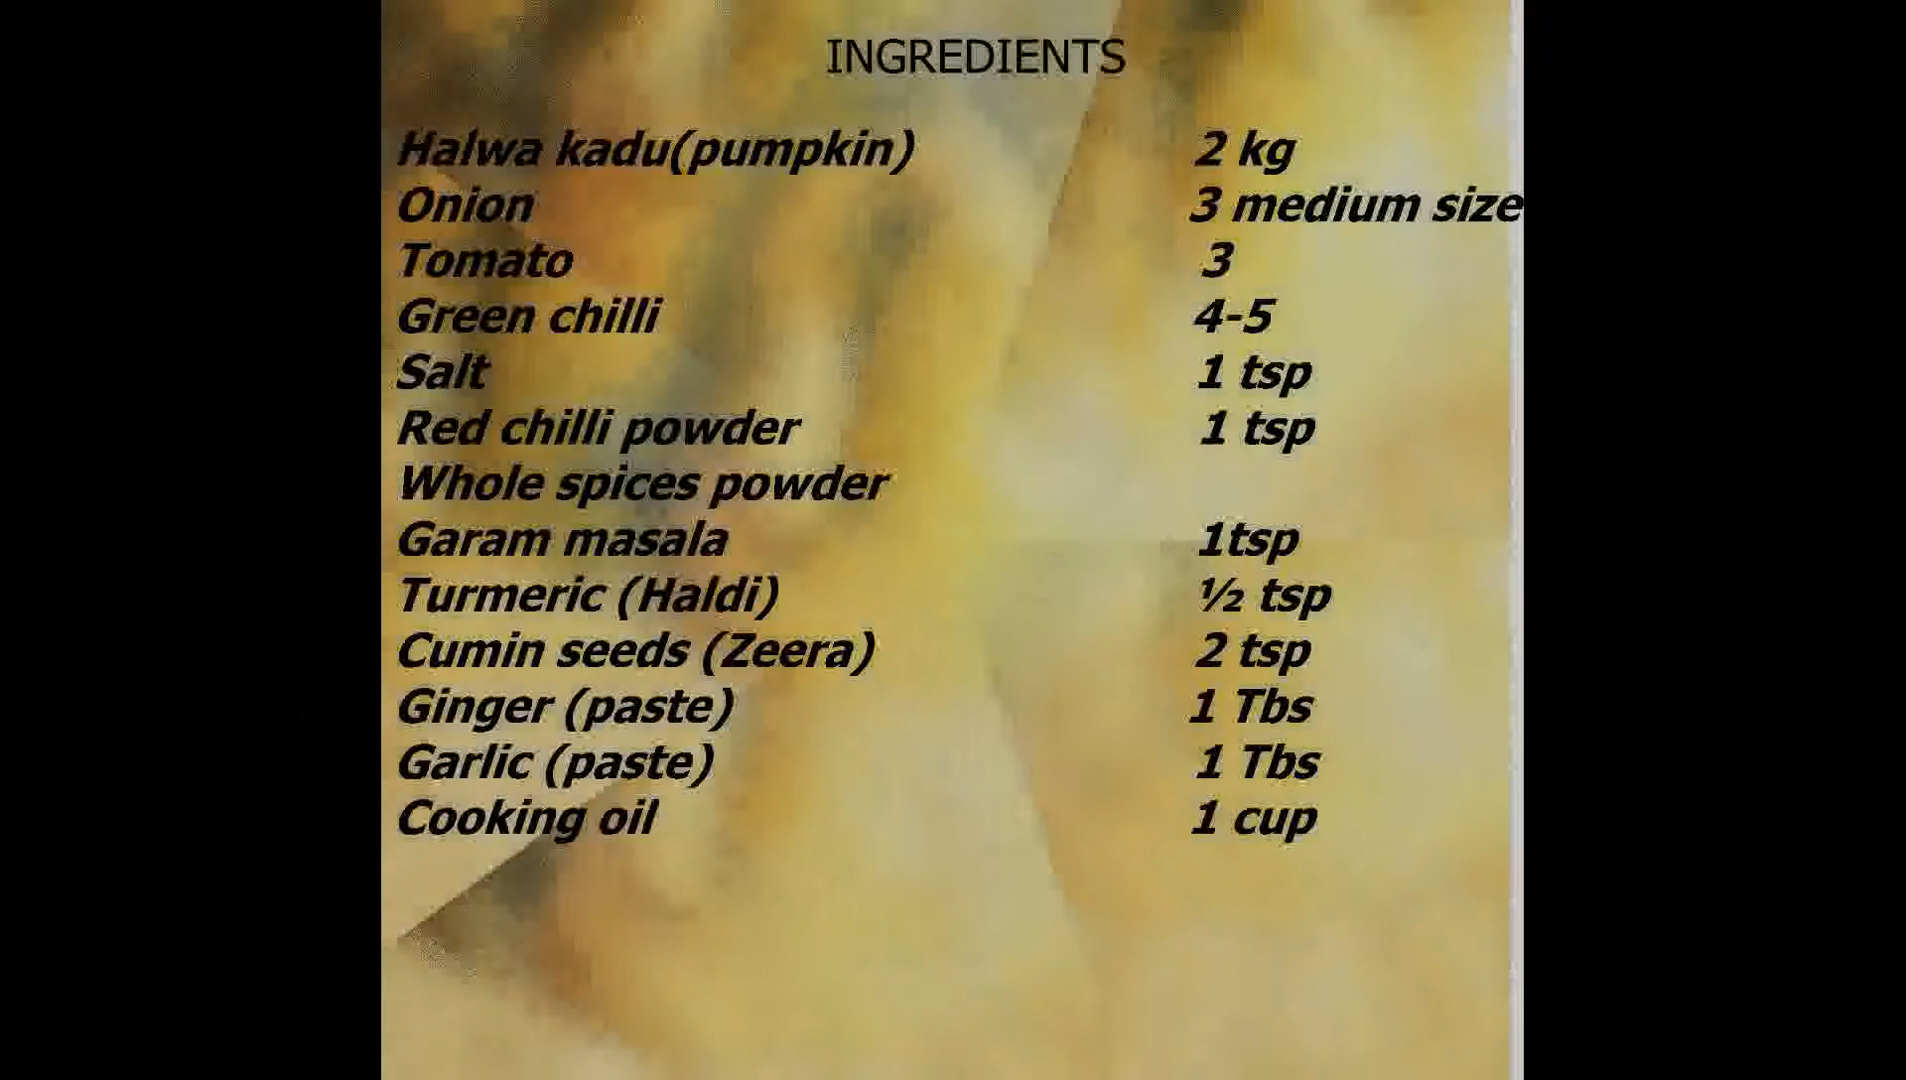 INGREDIENTS
Halwa kadu(pumpkin) 2 kg
Onion 3 medium size
Tomato 3
Green chilli 4-5
Salt 1 tsp
Red chilli powder 1 tsp
Whole spices powder
Garam masala 1tsp
Turmeric (Haldi) ½ tsp
Cumin seeds (Zeera) 2 tsp
Ginger (paste) 1 Tbs
Garlic (paste) 1 Tbs
Cooking oil 1 cup